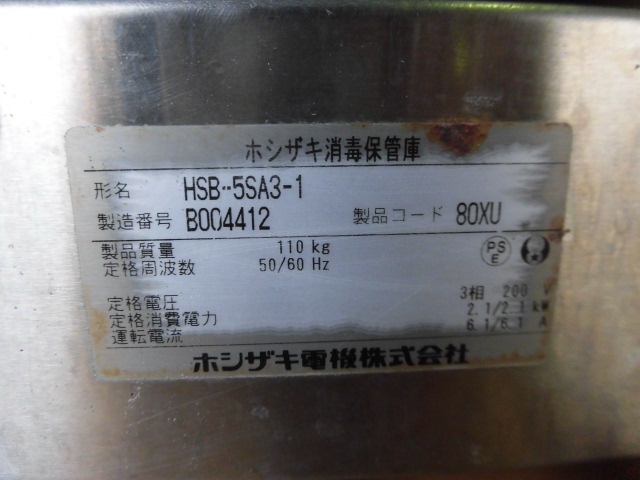 ホシザキ消毒保管庫
形名 HSB-5SA3-1
製造番号 B004412 製品コード 80XU
製品質量 110 kg
定格周波数 50/60 Hz
PS
E
定格電圧 3相 200 V
定格消費電力 2.1/2.1 kW
運転電流 6.1/6.1 A
ホシザキ電機株式会社